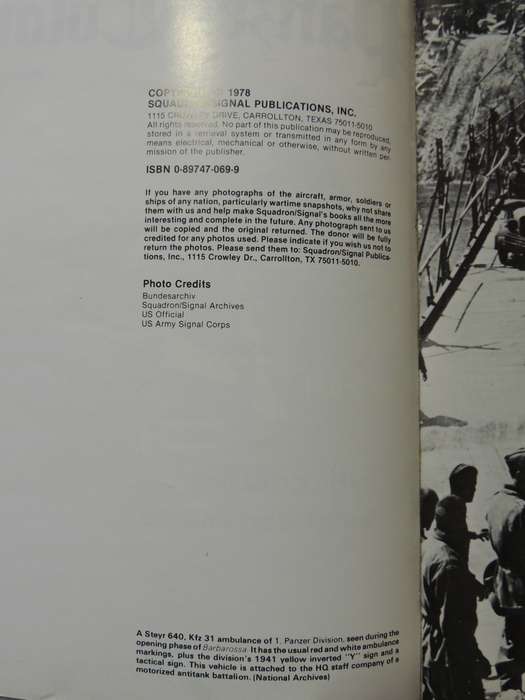 COPYRIGHT 1978
SQUADRON/SIGNAL PUBLICATIONS, INC.
1115 CROWLEY DRIVE, CARROLLTON, TEXAS 75011-5010
All rights reserved. No part of this publication may be reproduced,
stored in a retrieval system or transmitted in any form by any
means electrical, mechanical or otherwise, without written per-
mission of the publisher.
ISBN 0-89747-069-9
If you have any photographs of the aircraft, armor, soldiers or
ships of any nation, particularly wartime snapshots, why not share
them with us and help make Squadron/Signal's books all the more
interesting and complete in the future. Any photograph sent to us
will be copied and the original returned. The donor will be fully
credited for any photos used. Please indicate if you wish us not to
return the photos. Please send them to: Squadron/Signal Publica-
tions, Inc., 1115 Crowley Dr., Carrollton, TX 75011-5010.
Photo Credits
Bundesarchiv
Squadron/Signal Archives
US Official
US Army Signal Corps
A Steyr 640, Kfz 31 ambulance of 1. Panzer Division, seen during the
opening phase of Barbarossa. It has the usual red and white ambulance
markings, plus the division's 1941 yellow inverted "Y" sign and a
tactical sign. This vehicle is attached to the HQ staff company of a
motorized antitank battalion. (National Archives)